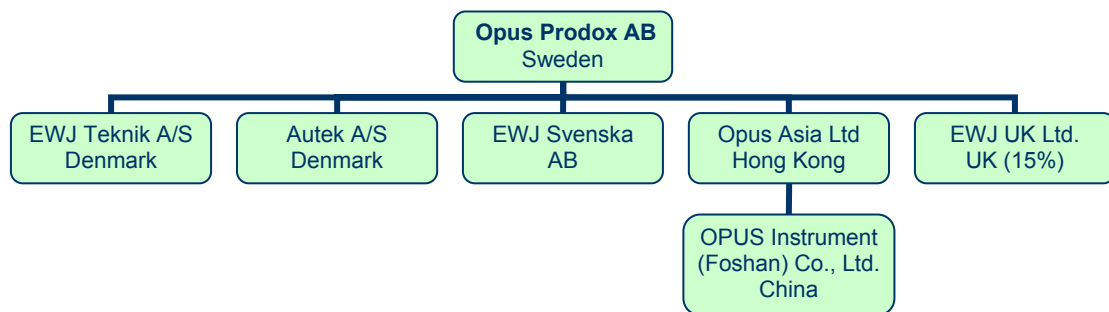 Opus Prodox AB
Sweden
EWJ Teknik A/S
Denmark
Autek A/S
Denmark
EWJ Svenska
AB
Opus Asia Ltd
Hong Kong
EWJ UK Ltd.
UK (15%)
OPUS Instrument
(Foshan) Co., Ltd.
China